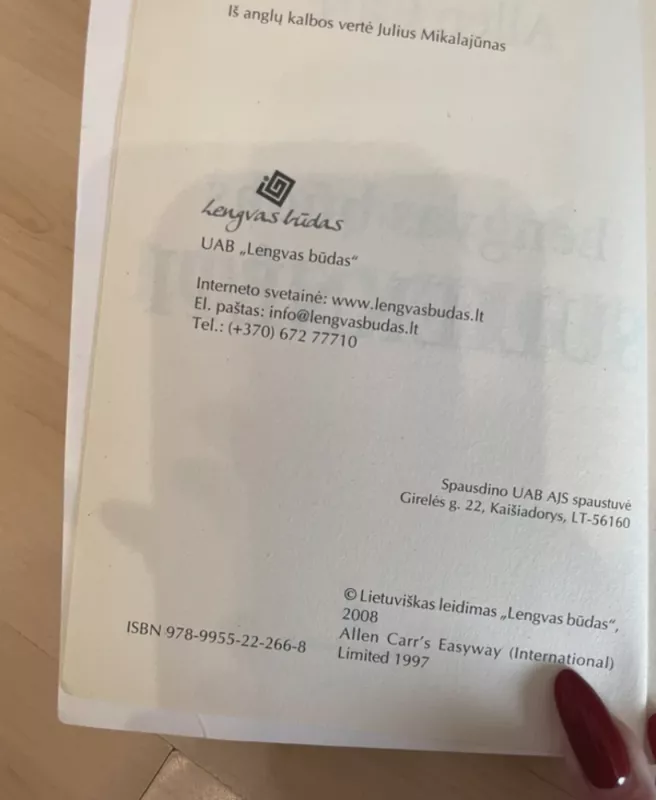 Iš anglų kalbos vertė Julius Mikalajūnas
Lengvas būdas
UAB „Lengvas būdas“
Interneto svetainė: www.lengvasbudas.lt
El. paštas: info@lengvasbudas.lt
Tel.: (+370) 672 77710
Spausdino UAB AJS spaustuvė
Girelės g. 22, Kaišiadorys, LT-56160
ISBN 978-9955-22-266-8
© Lietuviškas leidimas „Lengvas būdas“,
2008
Allen Carr's Easyway (International)
Limited 1997